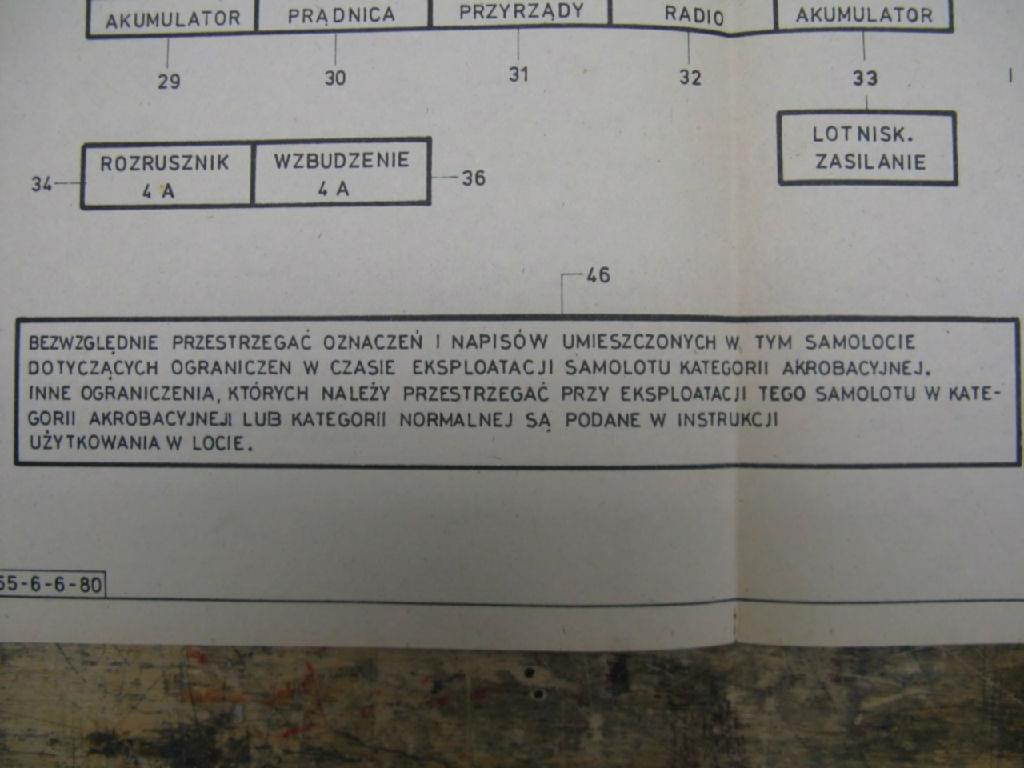 AKUMULATOR PRĄDNICA PRZYRZĄDY RADIO AKUMULATOR
29 30 31 32 33
LOTNISK.
ZASILANIE
34 ROZRUSZNIK WZBUDZENIE 36
4 A 4 A
46
BEZWZGLĘDNIE PRZESTRZEGAĆ OZNACZEŃ I NAPISÓW UMIESZCZONYCH W TYM SAMOLOCIE
DOTYCZĄCYCH OGRANICZEN W CZASIE EKSPLOATACJI SAMOLOTU KATEGORII AKROBACYJNEJ.
INNE OGRANICZENIA, KTÓRYCH NALEŻY PRZESTRZEGAĆ PRZY EKSPLOATACJI TEGO SAMOLOTU W KATE-
GORII AKROBACYJNEJ LUB KATEGORII NORMALNEJ SĄ PODANE W INSTRUKCJI
UŻYTKOWANIA W LOCIE.
55-6-6-80